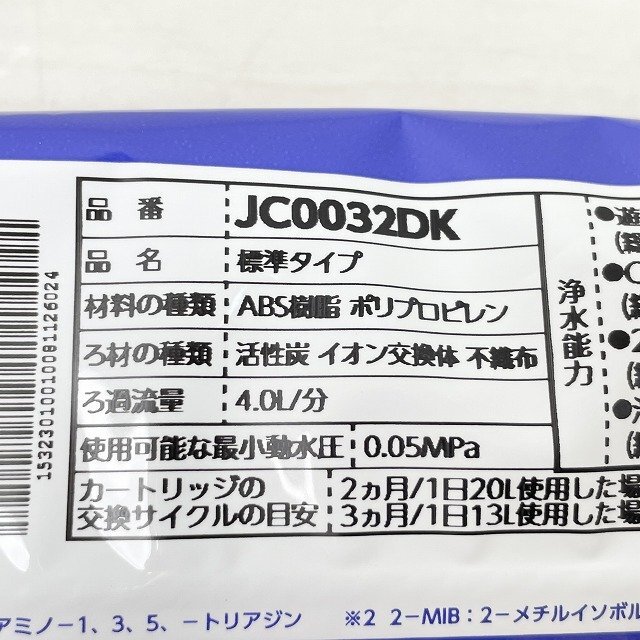 品番 JC0032DK
品名 標準タイプ
材料の種類 ABS樹脂 ポリプロピレン
ろ材の種類 活性炭 イオン交換体 不織布
ろ過流量 4.0L/分
使用可能な最小動水圧 0.05MPa
カートリッジの 2ヵ月/1日20L使用した場
交換サイクルの目安 3ヵ月/1日13L使用した場
浄水能力
15323010010091126024
アミノー1、3、5、ートリアジン ※2 2-MIB:2-メチルイソボル